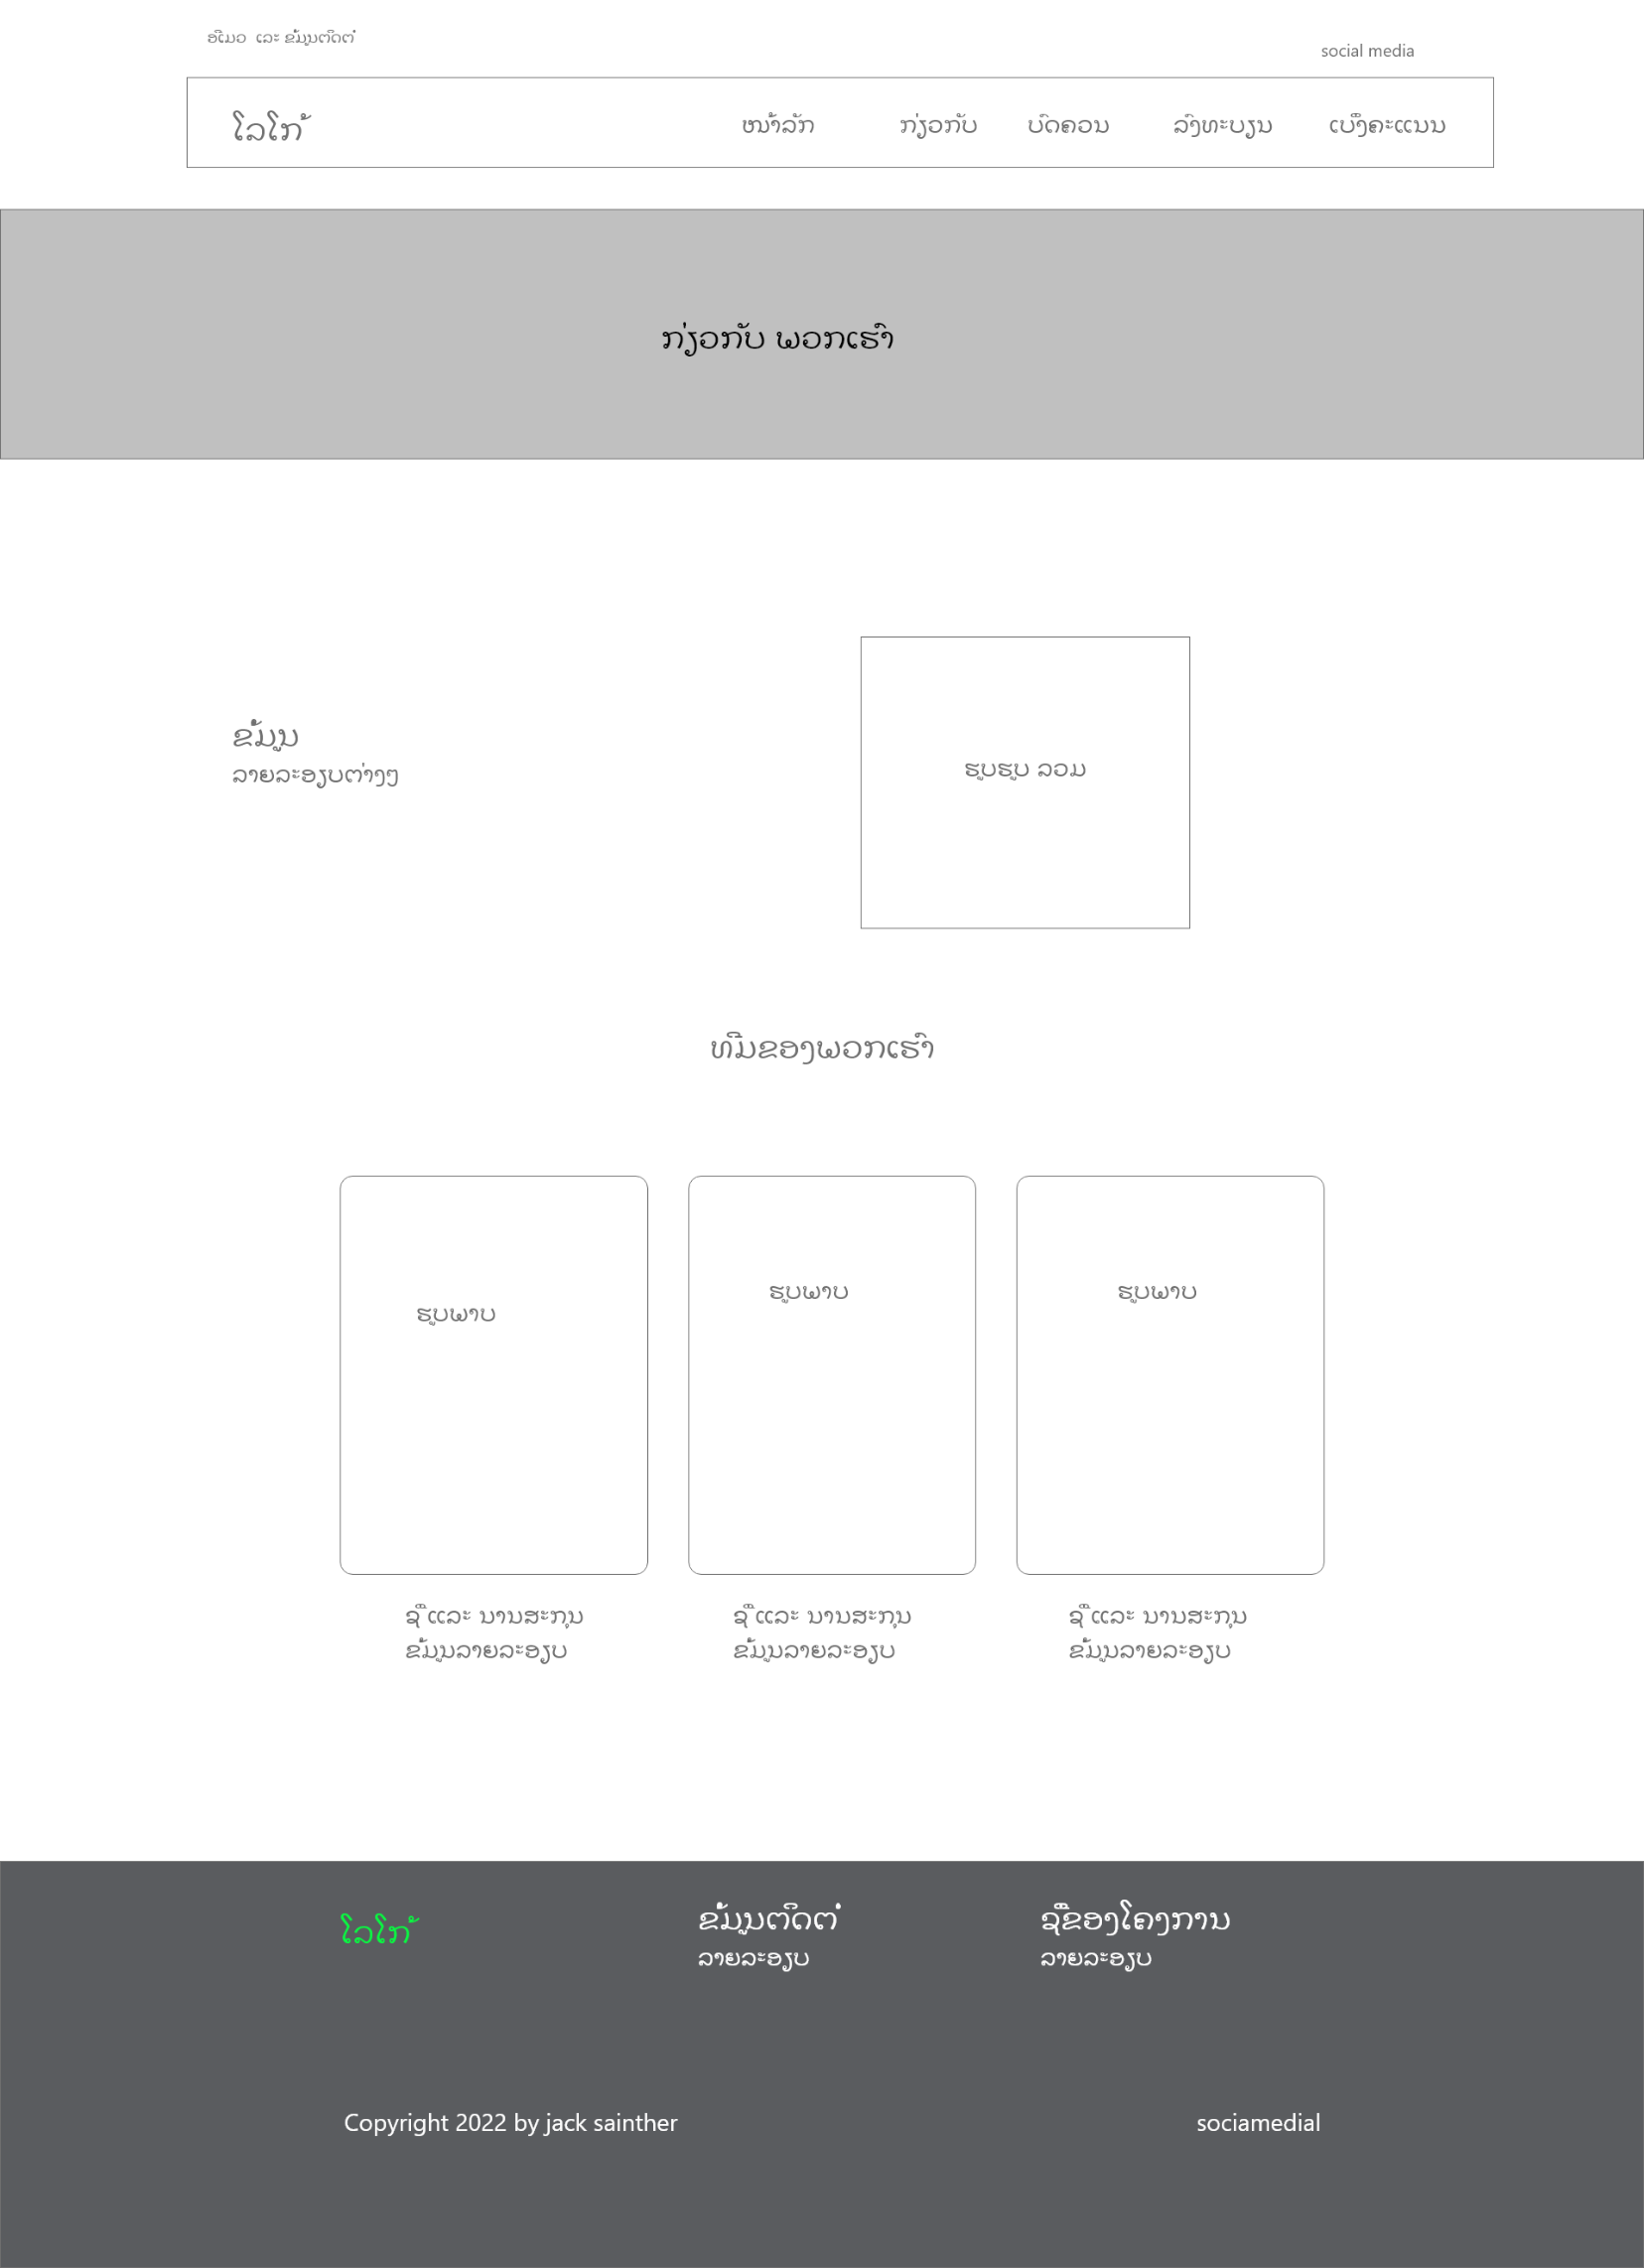 ອີເມວ ເລະ ຂໍ້ມູນຕິດຕໍ່
social media
ໂລໂກ້
ໜ້າລັກ ກ່ຽວກັບ ບົດຄວນ ລົງທະບຽນ ເບິ່ງຄະແນນ
ກ່ຽວກັບ ພວກເຮົາ
ຂໍ້ມູນ
ລາຍລະອຽບຕ່າງໆ
ຮູບຮູບ ລວມ
ທີມຂອງພວກເຮົາ
ຮູບພາບ ຮູບພາບ ຮູບພາບ
ຊື່ ແລະ ນານສະກຸນ
ຂໍ້ມູນລາຍລະອຽບ
ຊື່ ແລະ ນານສະກຸນ
ຂໍ້ມູນລາຍລະອຽບ
ຊື່ ແລະ ນານສະກຸນ
ຂໍ້ມູນລາຍລະອຽບ
ໂລໂກ້
ຂໍ້ມູນຕິດຕໍ່
ລາຍລະອຽບ
ຊື່ຂອງໂຄງການ
ລາຍລະອຽບ
Copyright 2022 by jack sainther
sociamedial